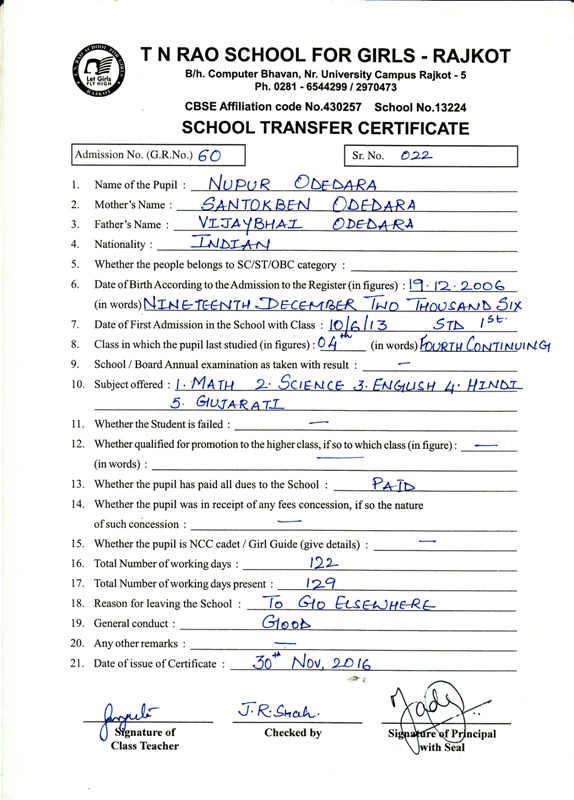 T N RAO SCHOOL FOR GIRLS - RAJKOT
Let Girls
FLY HIGH
RAJKOT
B/h. Computer Bhavan, Nr. University Campus Rajkot - 5
Ph. 0281 - 6544299 / 2970473
CBSE Affiliation code No.430257 School No.13224
SCHOOL TRANSFER CERTIFICATE
Admission No. (G.R.No.) 60 Sr. No. 022
1. Name of the Pupil : NUPUR ODEDARA
2. Mother's Name : SANTOKBEN ODEDARA
3. Father's Name : VIJAYBHAI ODEDARA
4. Nationality : INDIAN
5. Whether the people belongs to SC/ST/OBC category :
6. Date of Birth According to the Admission to the Register (in figures) : 19.12.2006
(in words) NINETEENTH DECEMBER TWO THOUSAND SIX
7. Date of First Admission in the School with Class : 10/6/13 STD 1st.
8. Class in which the pupil last studied (in figures) : 04th (in words) FOURTH CONTINUING
9. School / Board Annual examination as taken with result : —
10. Subject offered : 1. MATH 2. SCIENCE 3. ENGLISH 4. HINDI
5. GUJARATI
11. Whether the Student is failed : —
12. Whether qualified for promotion to the higher class, if so to which class (in figure) : —
(in words) : —
13. Whether the pupil has paid all dues to the School : PAID
14. Whether the pupil was in receipt of any fees concession, if so the nature
of such concession : —
15. Whether the pupil is NCC cadet / Girl Guide (give details) : —
16. Total Number of working days : 122
17. Total Number of working days present : 129
18. Reason for leaving the School : TO GO ELSEWHERE
19. General conduct : GOOD
20. Any other remarks : —
21. Date of issue of Certificate : 30th Nov, 2016
J.R.Shah.
Signature of Class Teacher
Checked by
Signature of Principal with Seal